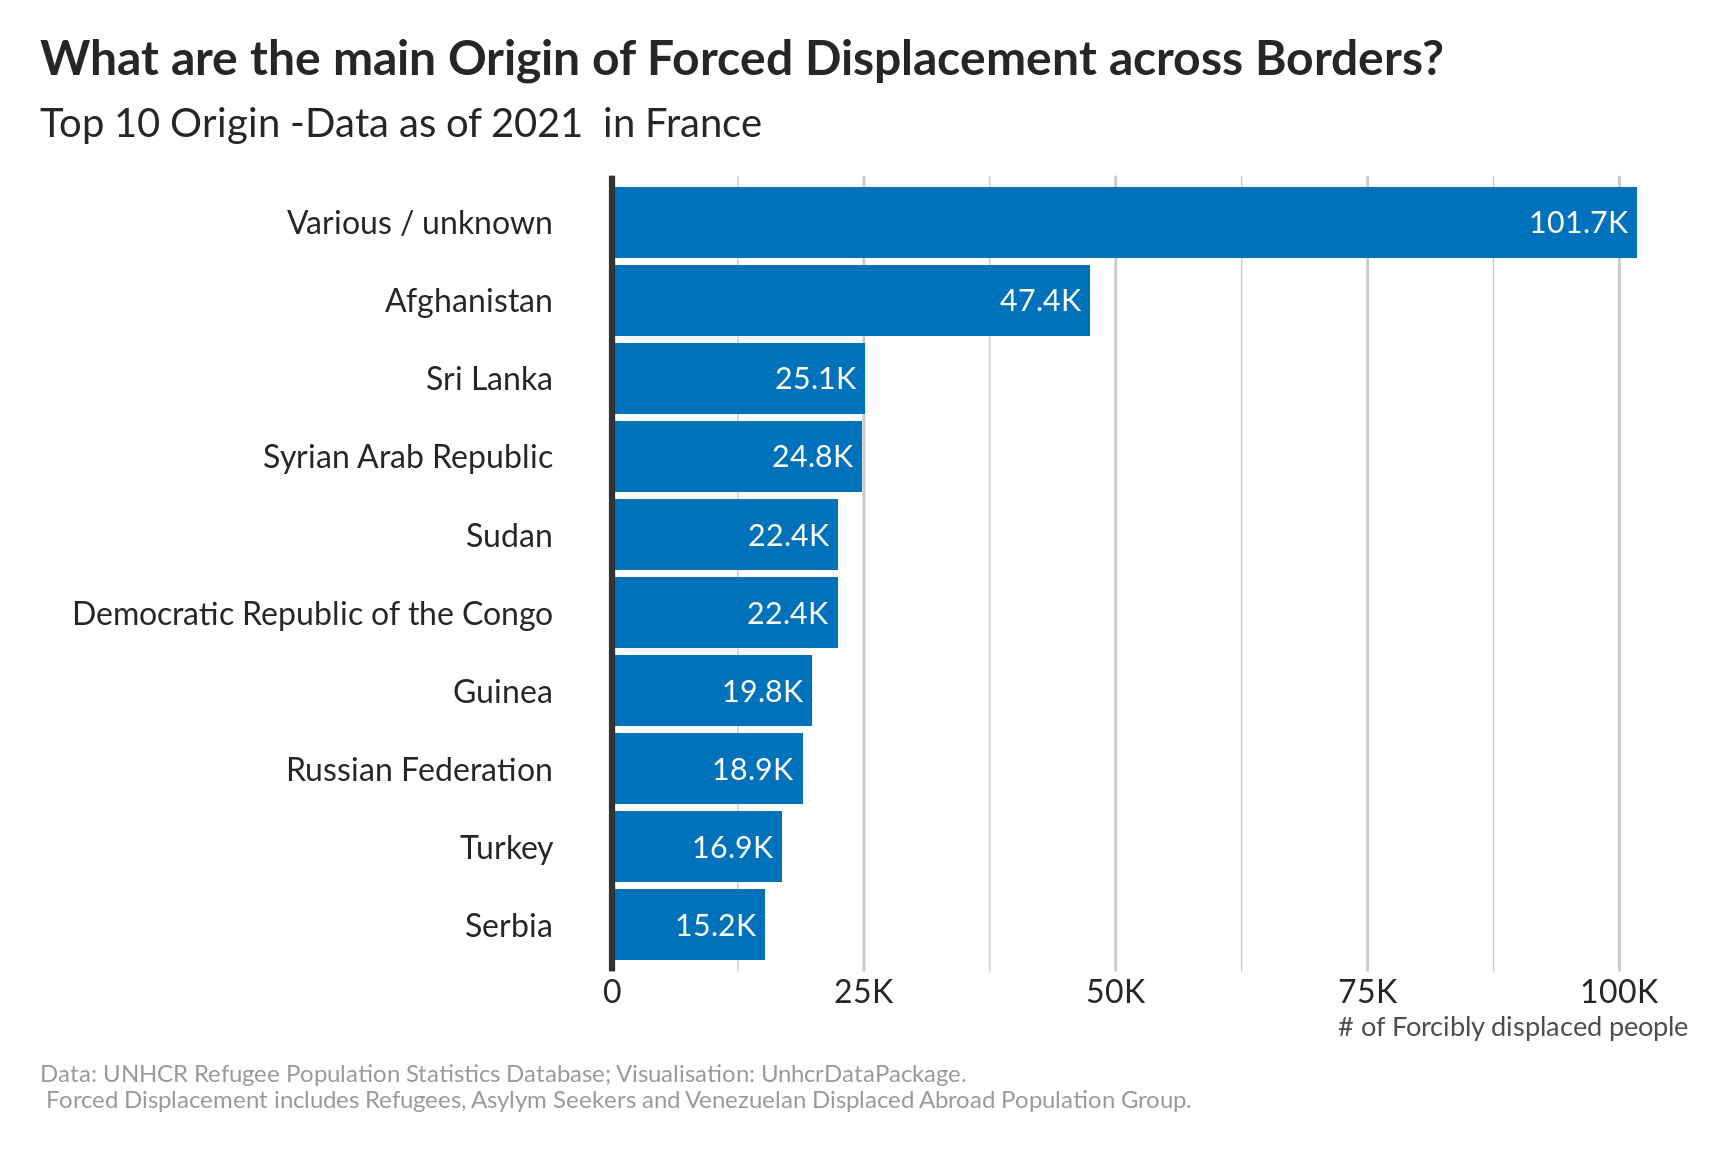 What are the main Origin of Forced Displacement across Borders?
Top 10 Origin -Data as of 2021  in France
Various / unknown 101.7K
Afghanistan 47.4K
Sri Lanka 25.1K
Syrian Arab Republic 24.8K
Sudan 22.4K
Democratic Republic of the Congo 22.4K
Guinea 19.8K
Russian Federation 18.9K
Turkey 16.9K
Serbia 15.2K
0 25K 50K 75K 100K
# of Forcibly displaced people
Data: UNHCR Refugee Population Statistics Database; Visualisation: UnhcrDataPackage.
Forced Displacement includes Refugees, Asylym Seekers and Venezuelan Displaced Abroad Population Group.